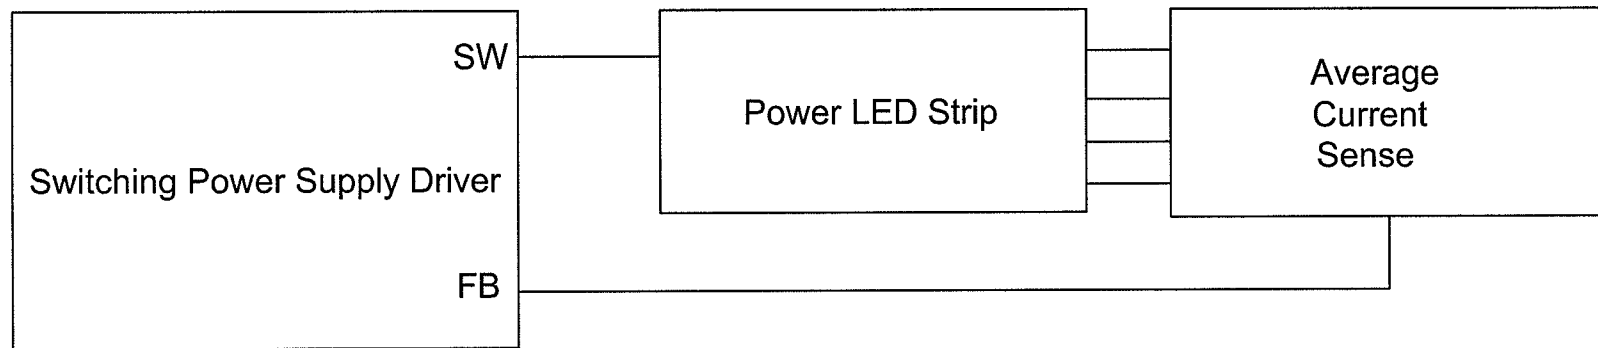 SW
Power LED Strip
Average
Current
Sense
Switching Power Supply Driver
FB